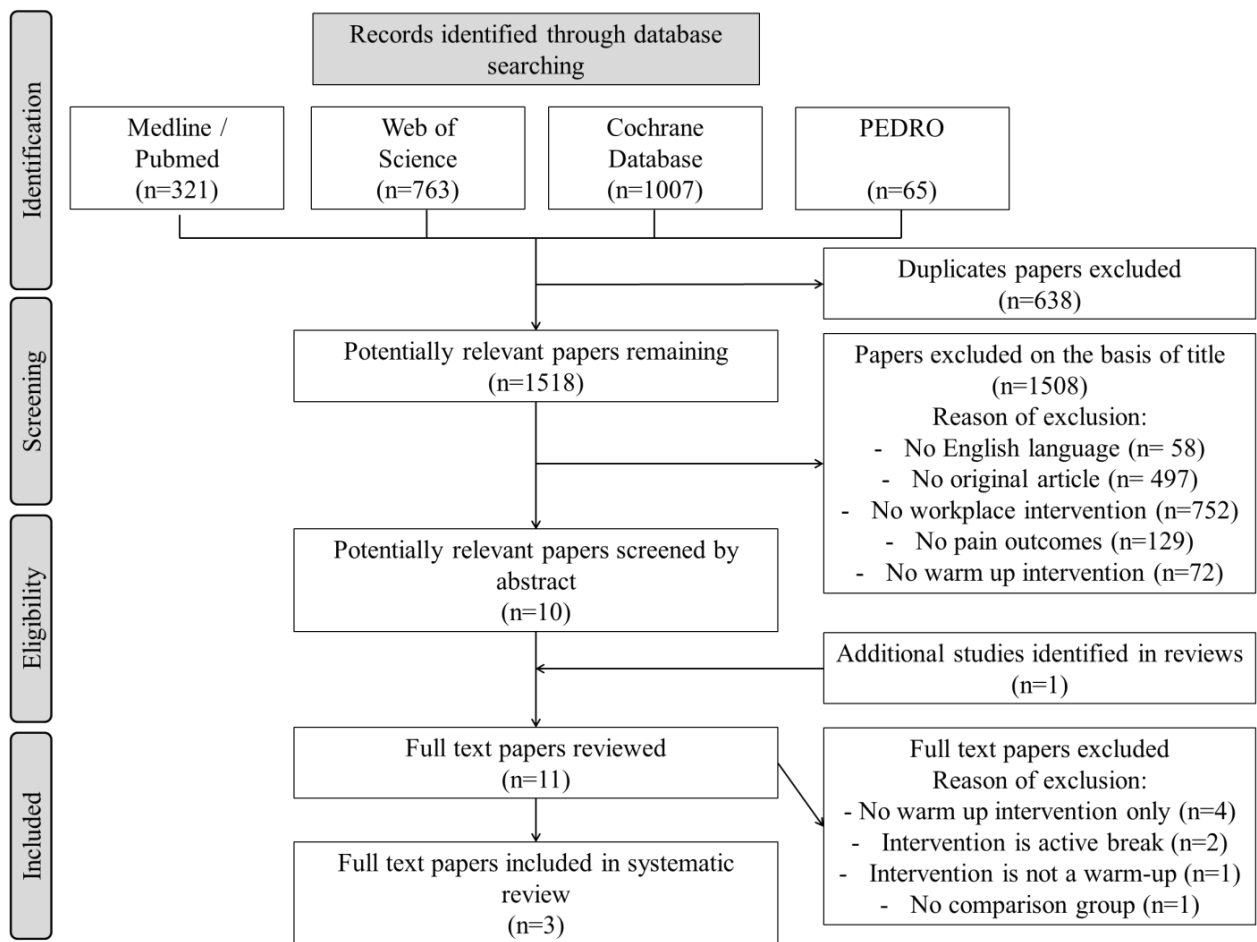 Identification
Records identified through database
searching
Medline /
Pubmed
(n=321)
Web of
Science
(n=763)
Cochrane
Database
(n=1007)
PEDRO
(n=65)
Duplicates papers excluded
(n=638)
Screening
Potentially relevant papers remaining
(n=1518)
Papers excluded on the basis of title
(n=1508)
Reason of exclusion:
- No English language (n= 58)
- No original article (n= 497)
- No workplace intervention (n=752)
- No pain outcomes (n=129)
- No warm up intervention (n=72)
Eligibility
Potentially relevant papers screened by
abstract
(n=10)
Additional studies identified in reviews
(n=1)
Included
Full text papers reviewed
(n=11)
Full text papers excluded
Reason of exclusion:
- No warm up intervention only (n=4)
- Intervention is active break (n=2)
- Intervention is not a warm-up (n=1)
- No comparison group (n=1)
Full text papers included in systematic
review
(n=3)